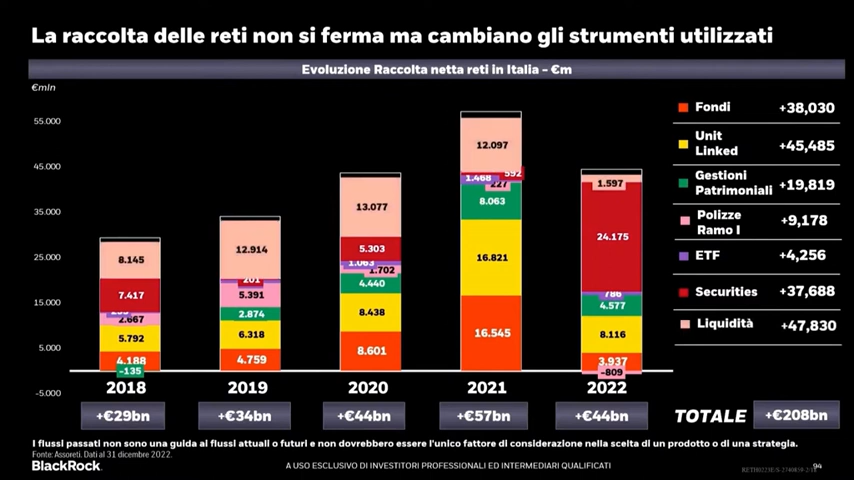 La raccolta delle reti non si ferma ma cambiano gli strumenti utilizzati
Evoluzione Raccolta netta reti in Italia - €m
€mln
55.000
45.000
35.000
25.000
15.000
5.000
-5.000
8.145
7.417
2.667
5.792
4.188
-135
12.914
201
5.391
2.874
6.318
4.759
13.077
5.303
1.063
1.702
4.440
8.438
8.601
12.097
592
1.468
227
8.063
16.821
16.545
1.597
24.175
786
4.577
8.116
3.937
-809
2018
2019
2020
2021
2022
+€29bn
+€34bn
+€44bn
+€57bn
+€44bn
TOTALE
+€208bn
Fondi +38,030
Unit
Linked +45,485
Gestioni
Patrimoniali +19,819
Polizze
Ramo I +9,178
ETF +4,256
Securities +37,688
Liquidità +47,830
I flussi passati non sono una guida ai flussi attuali o futuri e non dovrebbero essere l'unico fattore di considerazione nella scelta di un prodotto o di una strategia.
Fonte: Assoreti. Dati al 31 dicembre 2022.
BlackRock.
A USO ESCLUSIVO DI INVESTITORI PROFESSIONALI ED INTERMEDIARI QUALIFICATI
94